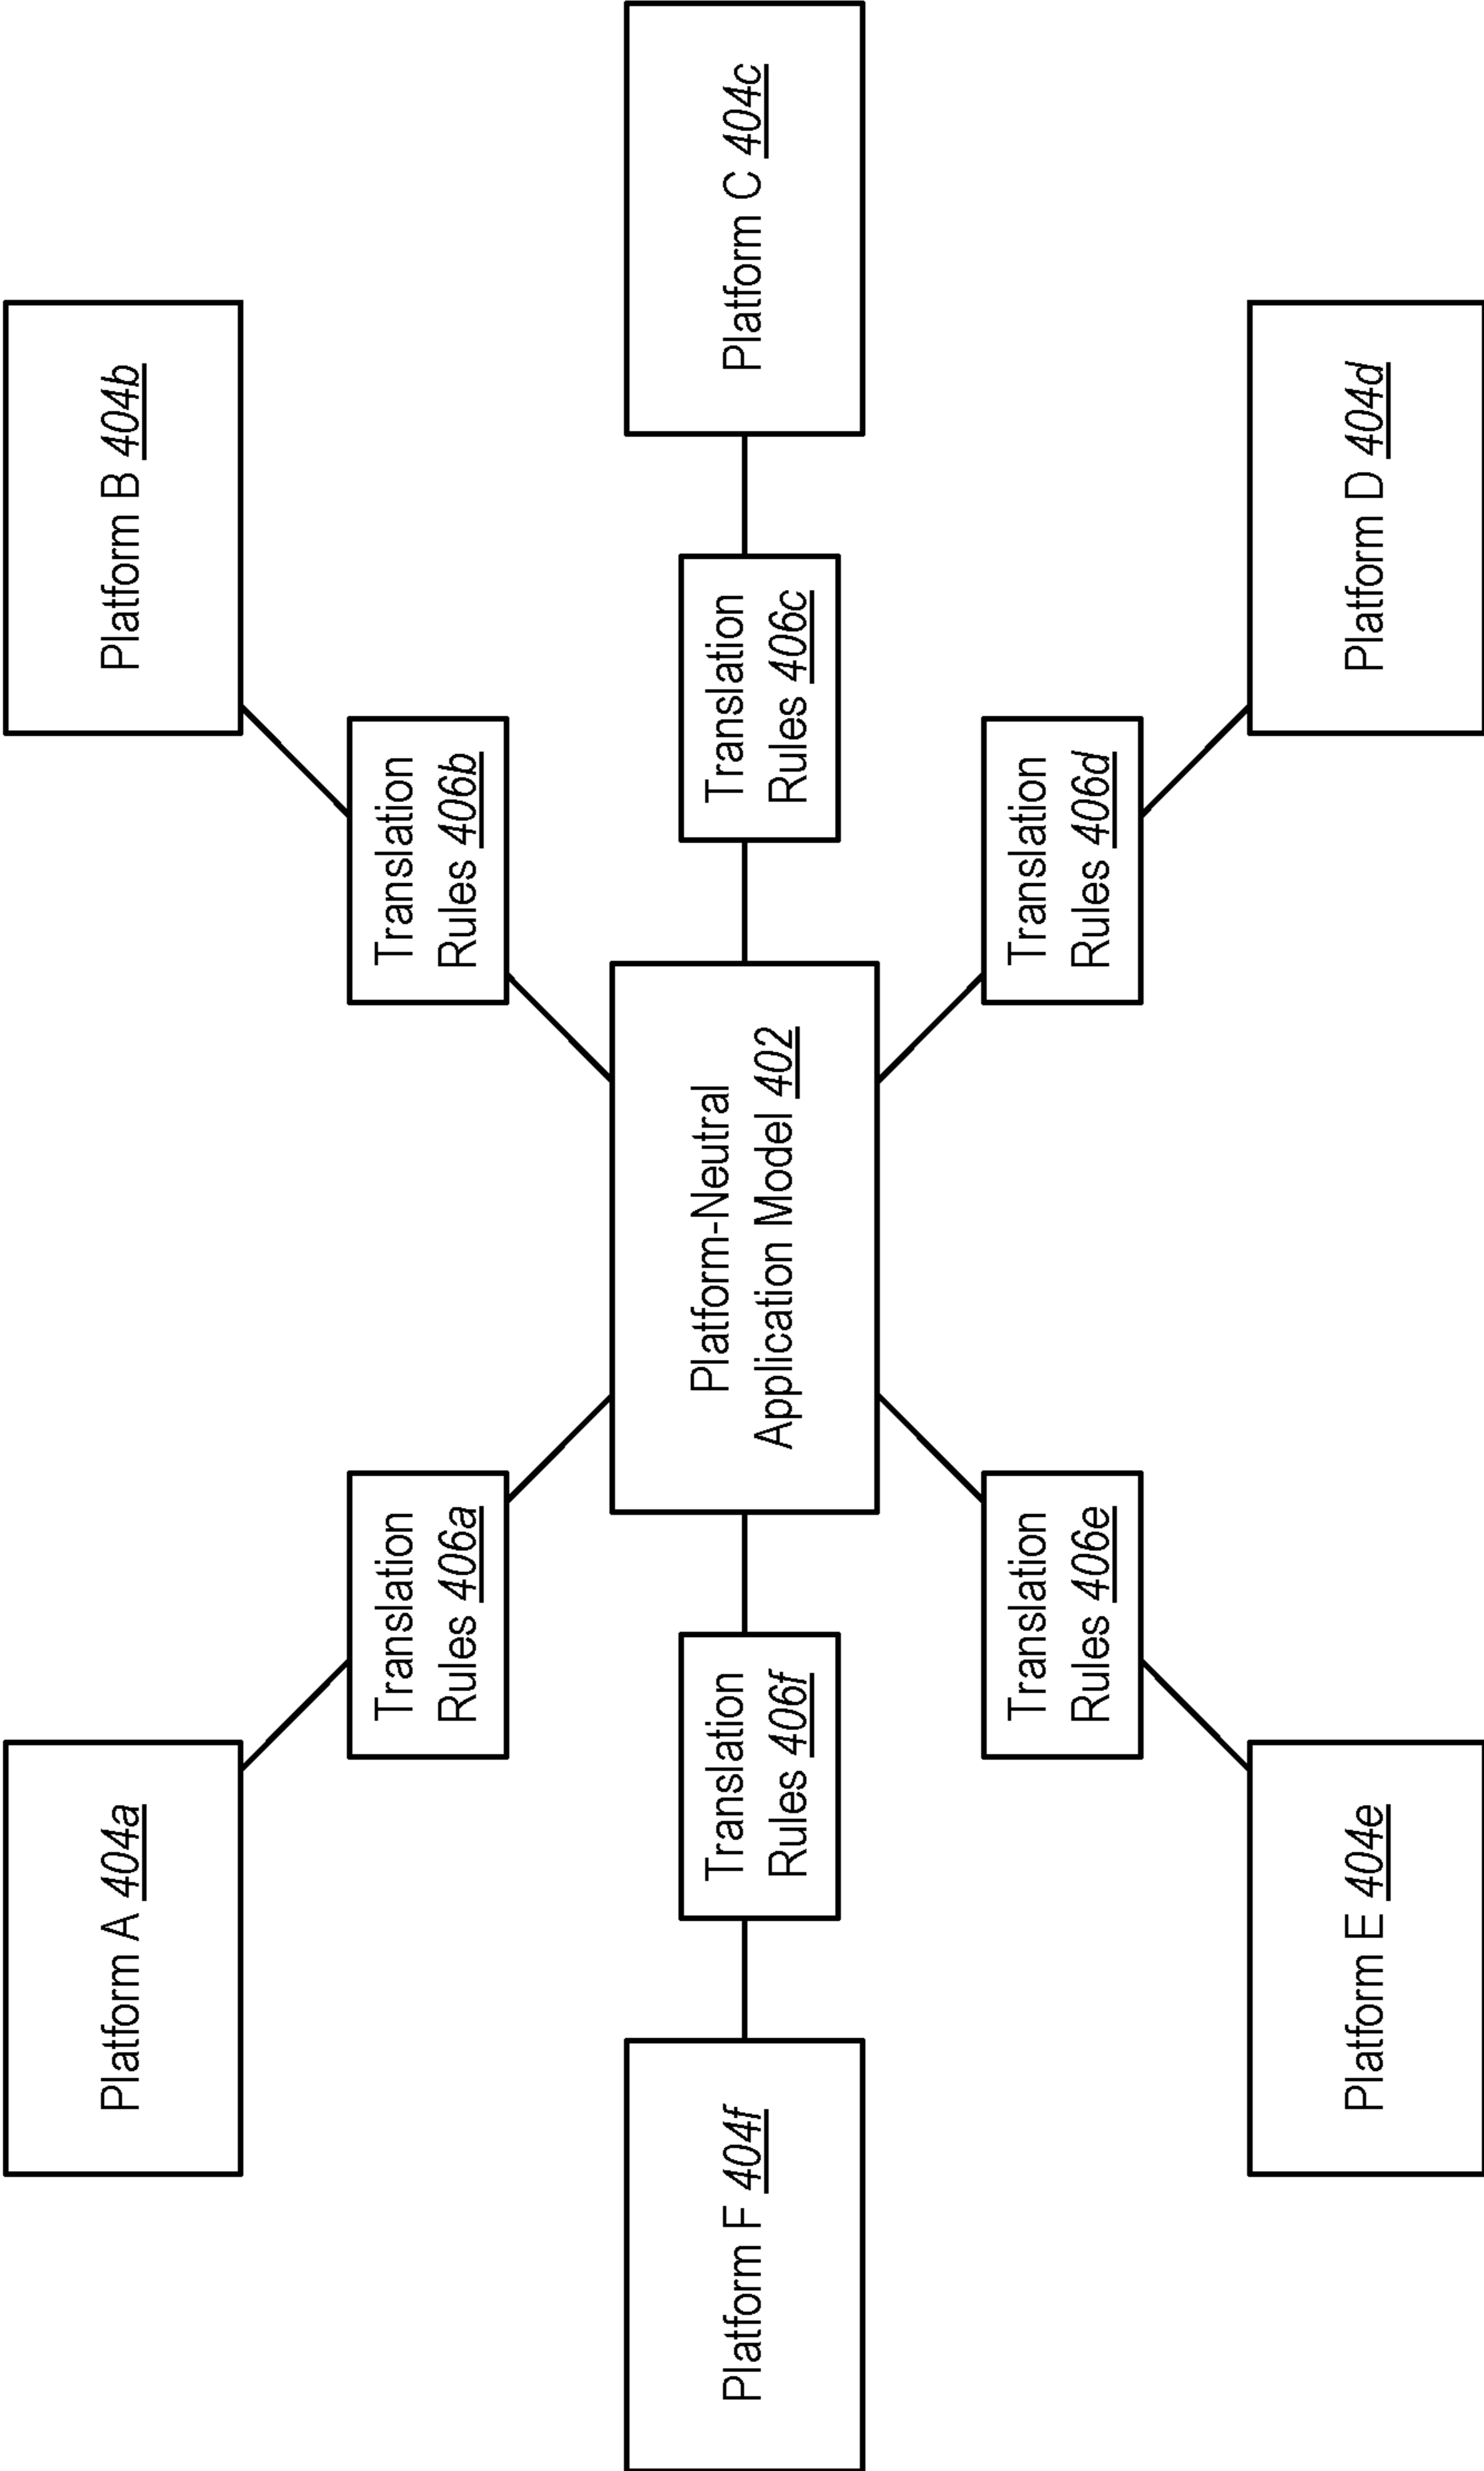 Platform A 404a
Platform B 404b
Translation
Rules 406a
Translation
Rules 406b
Platform F 404f
Translation
Rules 406f
Platform-Neutral
Application Model 402
Translation
Rules 406c
Platform C 404c
Translation
Rules 406e
Translation
Rules 406d
Platform E 404e
Platform D 404d